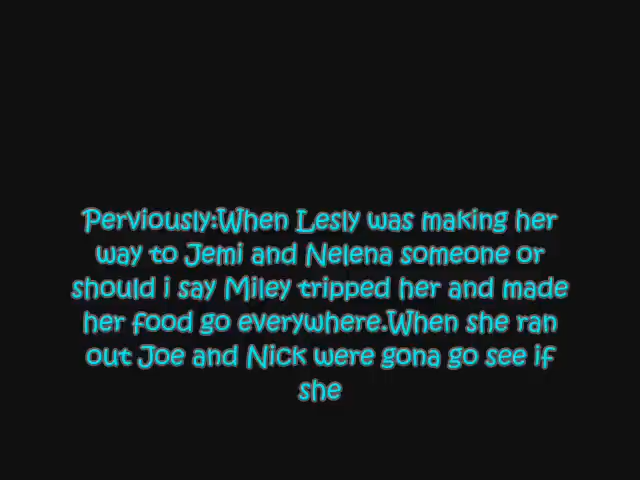 Perviously:When Lesly was making her
way to Jemi and Nelena someone or
should i say Miley tripped her and made
her food go everywhere.When she ran
out Joe and Nick were gona go see if
she